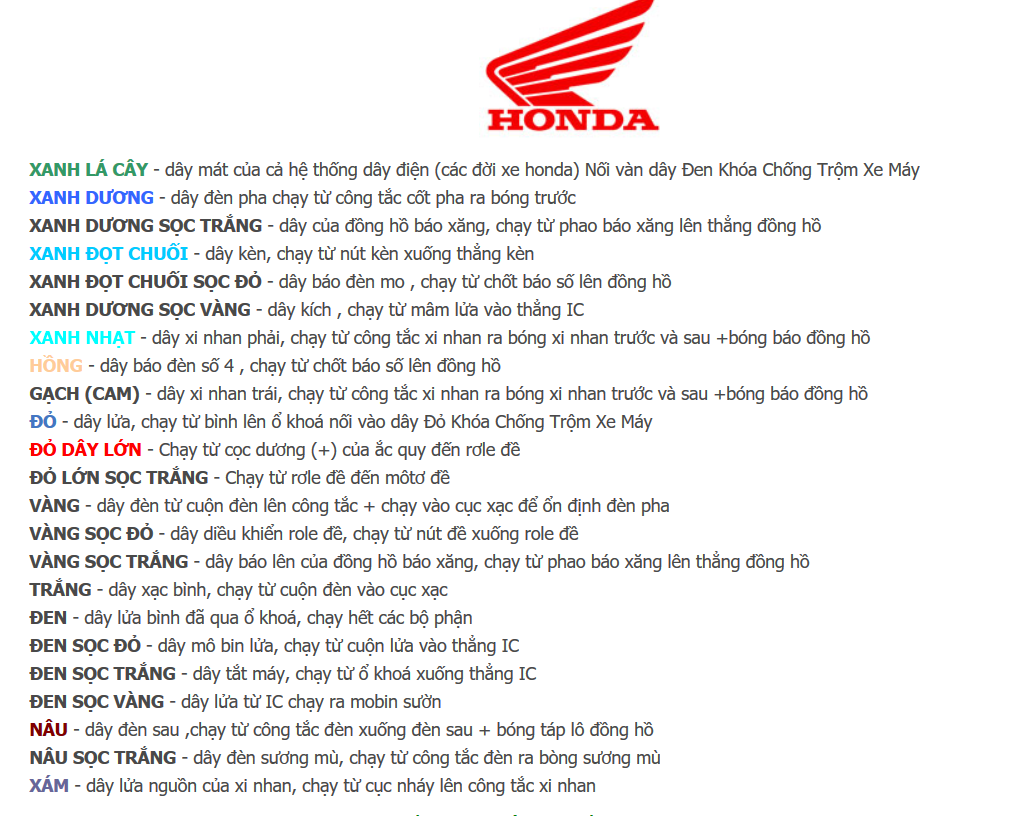 HONDA
XANH LÁ CÂY - dây mát của cả hệ thống dây điện (các đời xe honda) Nối vàn dây Đen Khóa Chống Trộm Xe Máy
XANH DƯƠNG - dây đèn pha chạy từ công tắc cốt pha ra bóng trước
XANH DƯƠNG SỌC TRẮNG - dây của đồng hồ báo xăng, chạy từ phao báo xăng lên thẳng đồng hồ
XANH ĐỌT CHUỐI - dây kèn, chạy từ nút kèn xuống thẳng kèn
XANH ĐỌT CHUỐI SỌC ĐỎ - dây báo đèn mo , chạy từ chốt báo số lên đồng hồ
XANH DƯƠNG SỌC VÀNG - dây kích , chạy từ mâm lửa vào thẳng IC
XANH NHẠT - dây xi nhan phải, chạy từ công tắc xi nhan ra bóng xi nhan trước và sau +bóng báo đồng hồ
HỒNG - dây báo đèn số 4 , chạy từ chốt báo số lên đồng hồ
GẠCH (CAM) - dây xi nhan trái, chạy từ công tắc xi nhan ra bóng xi nhan trước và sau +bóng báo đồng hồ
ĐỎ - dây lửa, chạy từ bình lên ổ khoá nối vào dây Đỏ Khóa Chống Trộm Xe Máy
ĐỎ DÂY LỚN - Chạy từ cọc dương (+) của ắc quy đến rơle đề
ĐỎ LỚN SỌC TRẮNG - Chạy từ rơle đề đến môtơ đề
VÀNG - dây đèn từ cuộn đèn lên công tắc + chạy vào cục xạc để ổn định đèn pha
VÀNG SỌC ĐỎ - dây diều khiển role đề, chạy từ nút đề xuống role đề
VÀNG SỌC TRẮNG - dây báo lên của đồng hồ báo xăng, chạy từ phao báo xăng lên thẳng đồng hồ
TRẮNG - dây xạc bình, chạy từ cuộn đèn vào cục xạc
ĐEN - dây lửa bình đã qua ổ khoá, chạy hết các bộ phận
ĐEN SỌC ĐỎ - dây mô bin lửa, chạy từ cuộn lửa vào thẳng IC
ĐEN SỌC TRẮNG - dây tắt máy, chạy từ ổ khoá xuống thẳng IC
ĐEN SỌC VÀNG - dây lửa từ IC chạy ra mobin sườn
NÂU - dây đèn sau ,chạy từ công tắc đèn xuống đèn sau + bóng táp lô đồng hồ
NÂU SỌC TRẮNG - dây đèn sương mù, chạy từ công tắc đèn ra bòng sương mù
XÁM - dây lửa nguồn của xi nhan, chạy từ cục nháy lên công tắc xi nhan